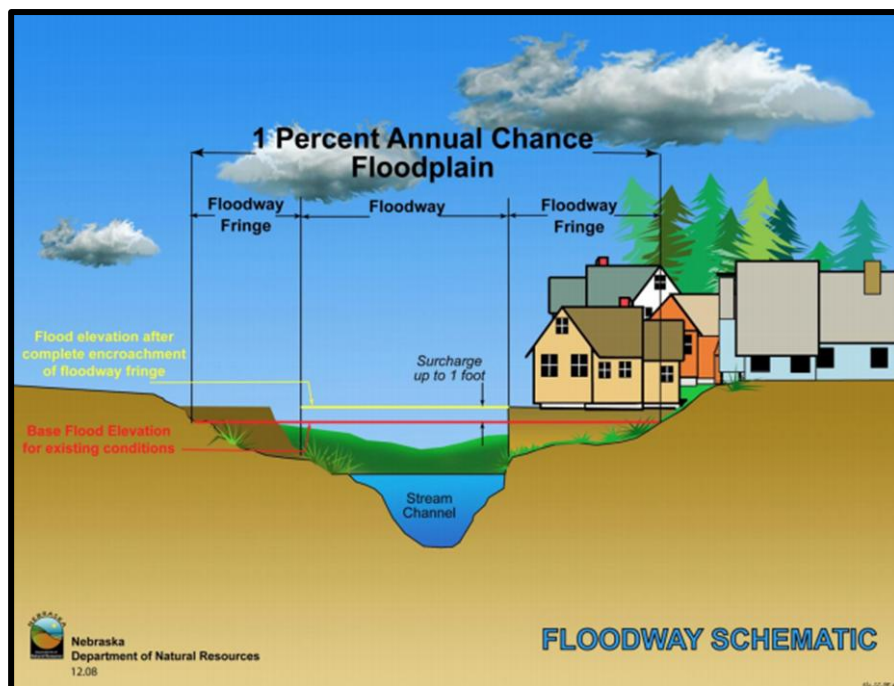 1 Percent Annual Chance
Floodplain
Floodway
Fringe
Floodway
Floodway
Fringe
Flood elevation after
complete encroachment
of floodway fringe
Surcharge
up to 1 foot
Base Flood Elevation
for existing conditions
Stream
Channel
NEBRASKA
Nebraska
Department of Natural Resources
12.08
FLOODWAY SCHEMATIC